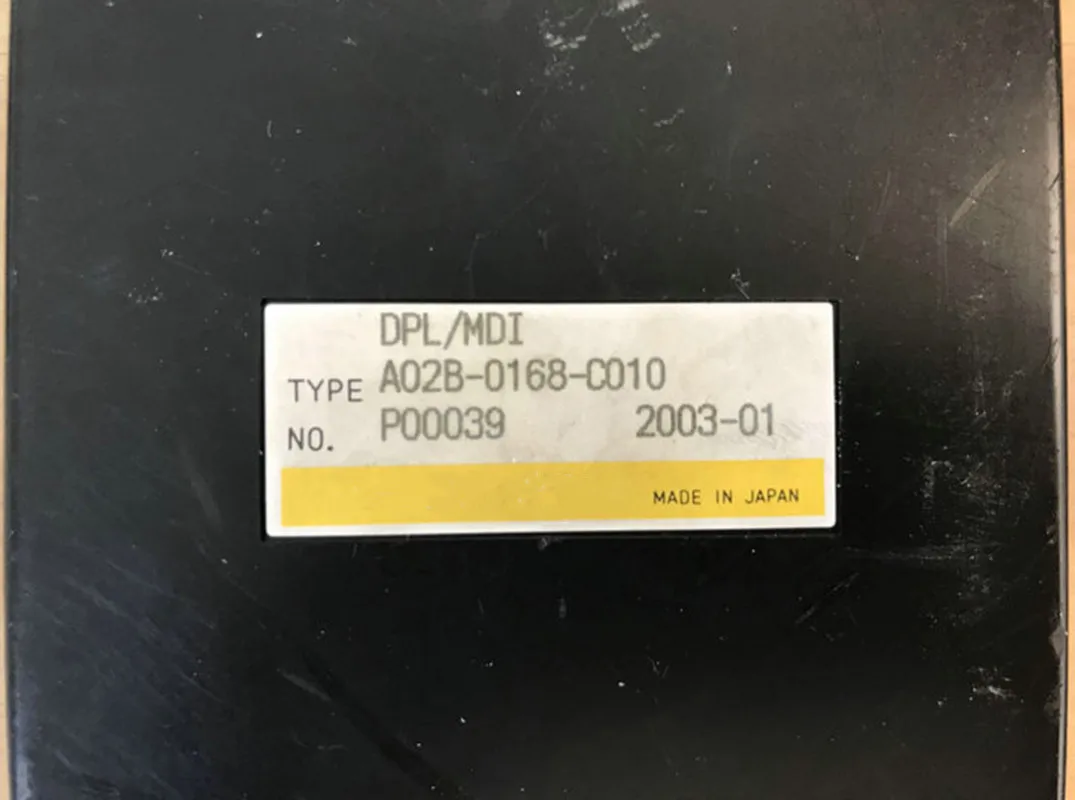 DPL/MDI
TYPE A02B-0168-C010
NO. P00039 2003-01
MADE IN JAPAN